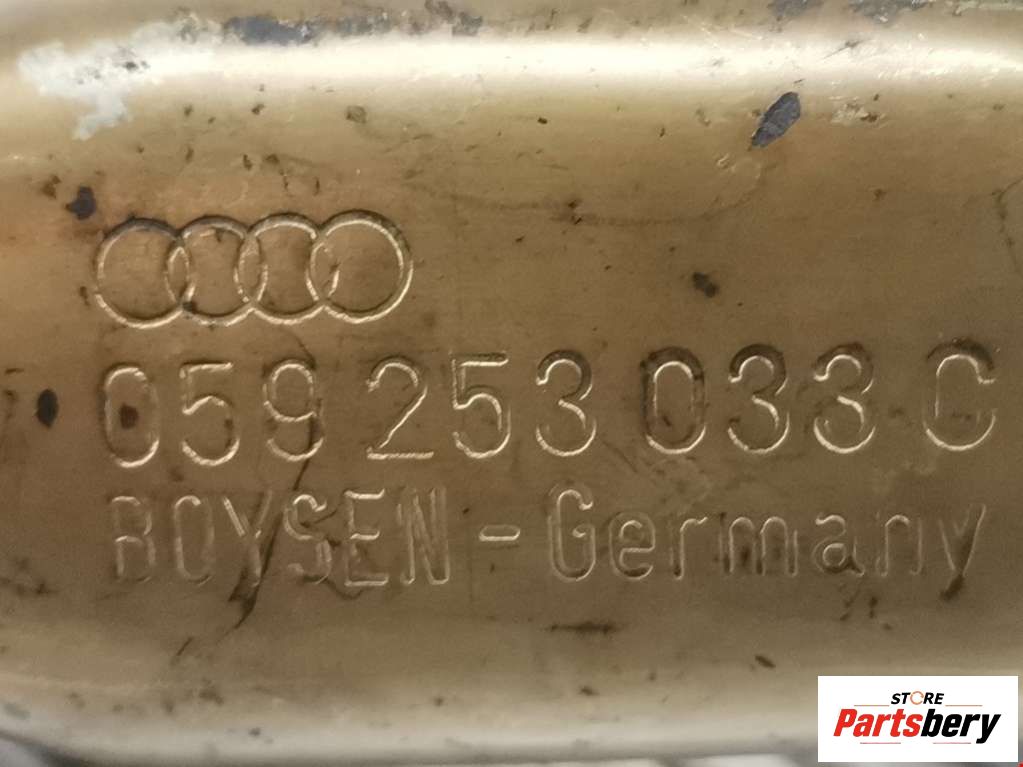 059 253 033 C
BOYSEN - Germany
STORE
Partsbery